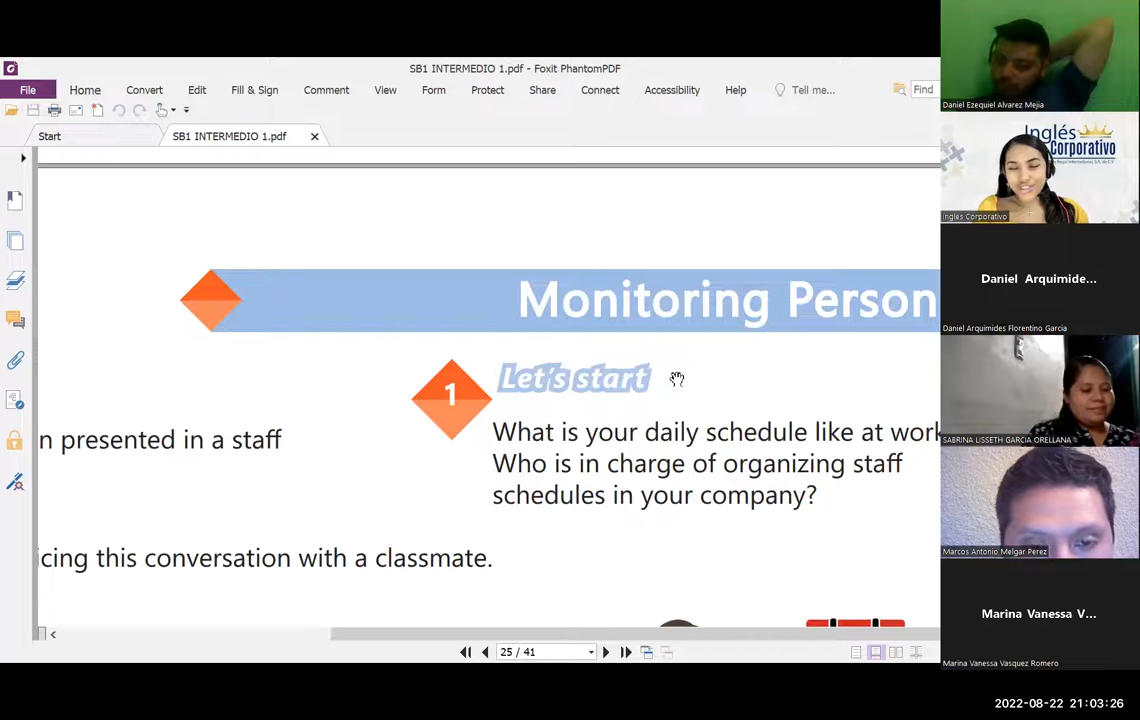 SB1 INTERMEDIO 1.pdf - Foxit PhantomPDF
File Home Convert Edit Fill & Sign Comment View Form Protect Share Connect Accessibility Help Tell me... Find
Start SB1 INTERMEDIO 1.pdf
Monitoring Person
1
Let's start
What is your daily schedule like at work
Who is in charge of organizing staff
schedules in your company?
n presented in a staff
icing this conversation with a classmate.
25 / 41
Daniel Ezequiel Alvarez Mejia
Inglés
Corporativo
Ingles Corporativo
Daniel Arquimide...
Daniel Arquimides Florentino Garcia
SABRINA LISSETH GARCIA ORELLANA
Marcos Antonio Melgar Perez
Marina Vanessa V...
Marina Vanessa Vasquez Romero
2022-08-22 21:03:26